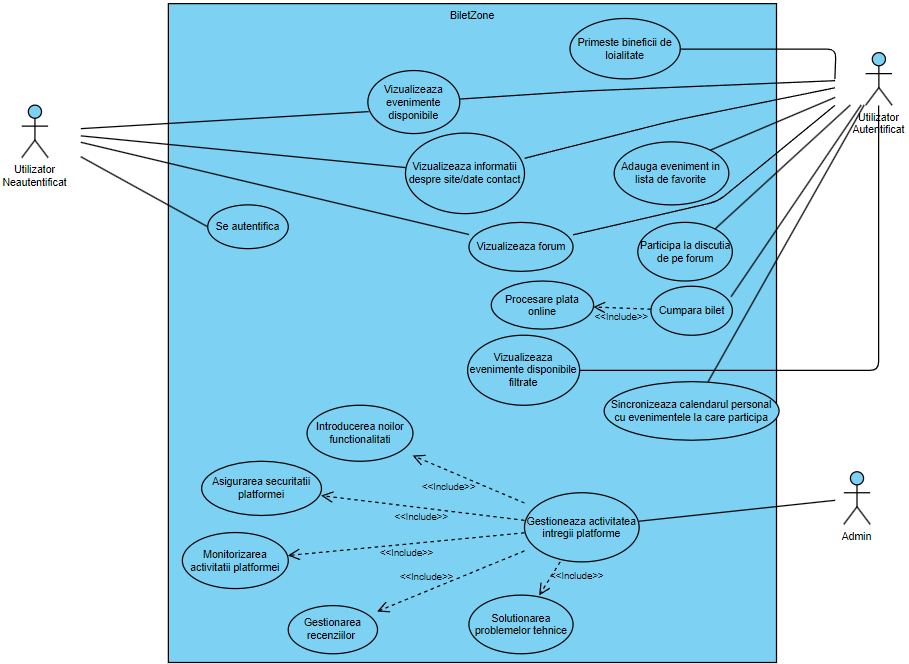 BiletZone
Primeste bineficii de
loialitate
Vizualizeaza
evenimente
disponibile
Utilizator
Autentificat
Utilizator
Neautentificat
Vizualizeaza informatii
despre site/date contact
Adauga eveniment in
lista de favorite
Se autentifica
Vizualizeaza forum
Participa la discutia
de pe forum
Procesare plata
online
<<Include>>
Cumpara bilet
Vizualizeaza
evenimente disponibile
filtrate
Sincronizeaza calendarul personal
cu evenimentele la care participa
Introducerea noilor
functionalitati
<<Include>>
Asigurarea securitatii
platformei
<<Include>>
Gestioneaza activitatea
intregii platforme
Admin
Monitorizarea
activitatii platformei
<<Include>>
<<Include>>
<<Include>>
Gestionarea
recenziilor
Solutionarea
problemelor tehnice